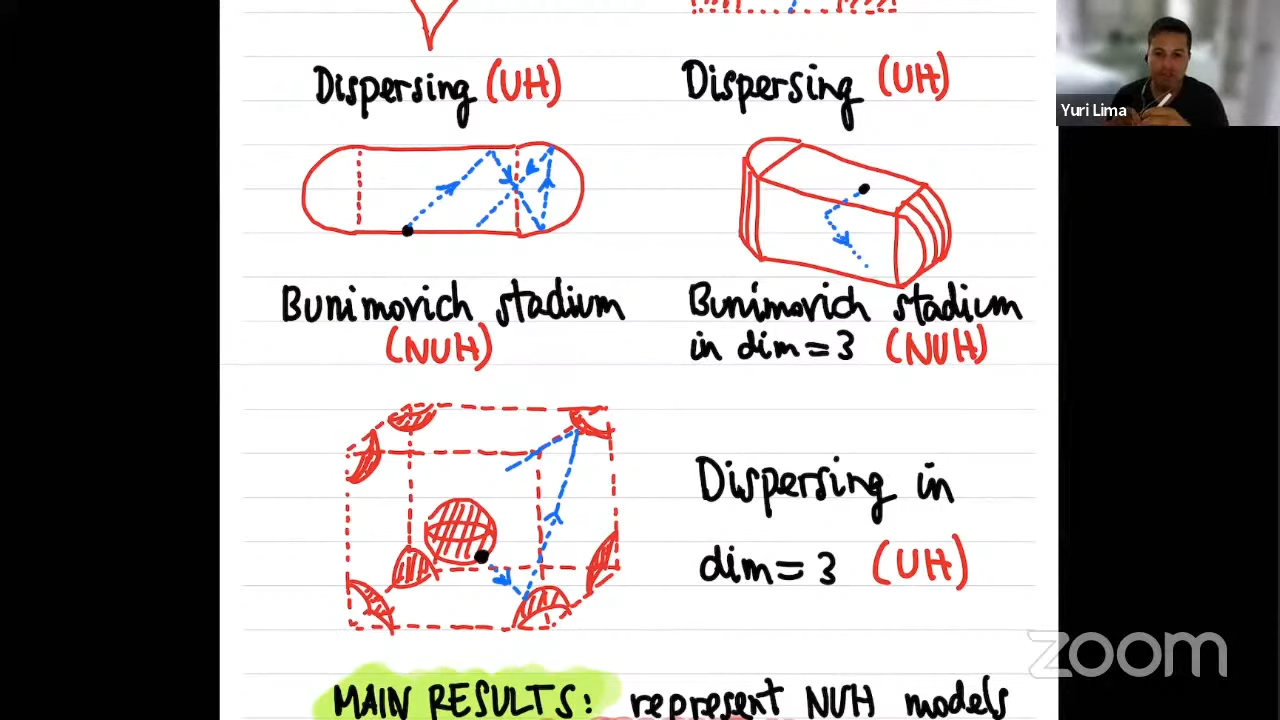 Dispersing (UH)
Dispersing (UH)
Yuri Lima
Bunimovich stadium
(NUH)
Bunimovich stadium
in dim = 3 (NUH)
Dispersing in
dim = 3 (UH)
zoom
MAIN RESULTS: represent NUH models